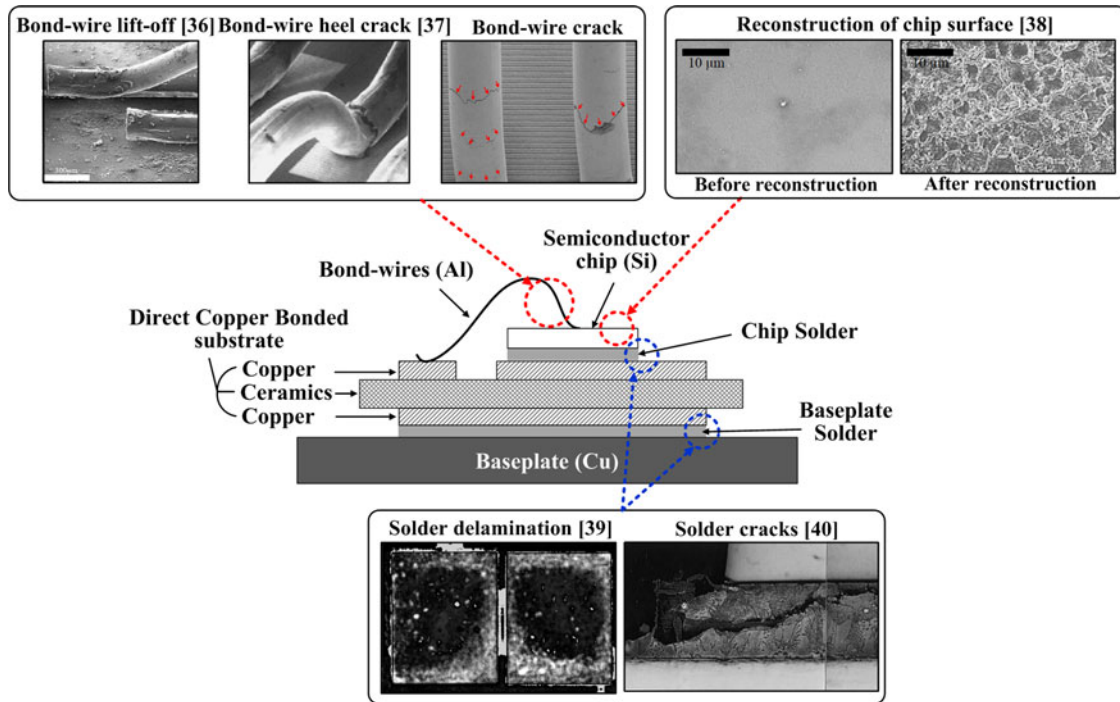 Bond-wire lift-off [36]
Bond-wire heel crack [37]
Bond-wire crack
Reconstruction of chip surface [38]
10 μm
10 μm
Before reconstruction
After reconstruction
Semiconductor
chip (Si)
Bond-wires (Al)
Direct Copper Bonded
substrate
Chip Solder
Copper
Ceramics
Copper
Baseplate
Solder
Baseplate (Cu)
Solder delamination [39]
Solder cracks [40]